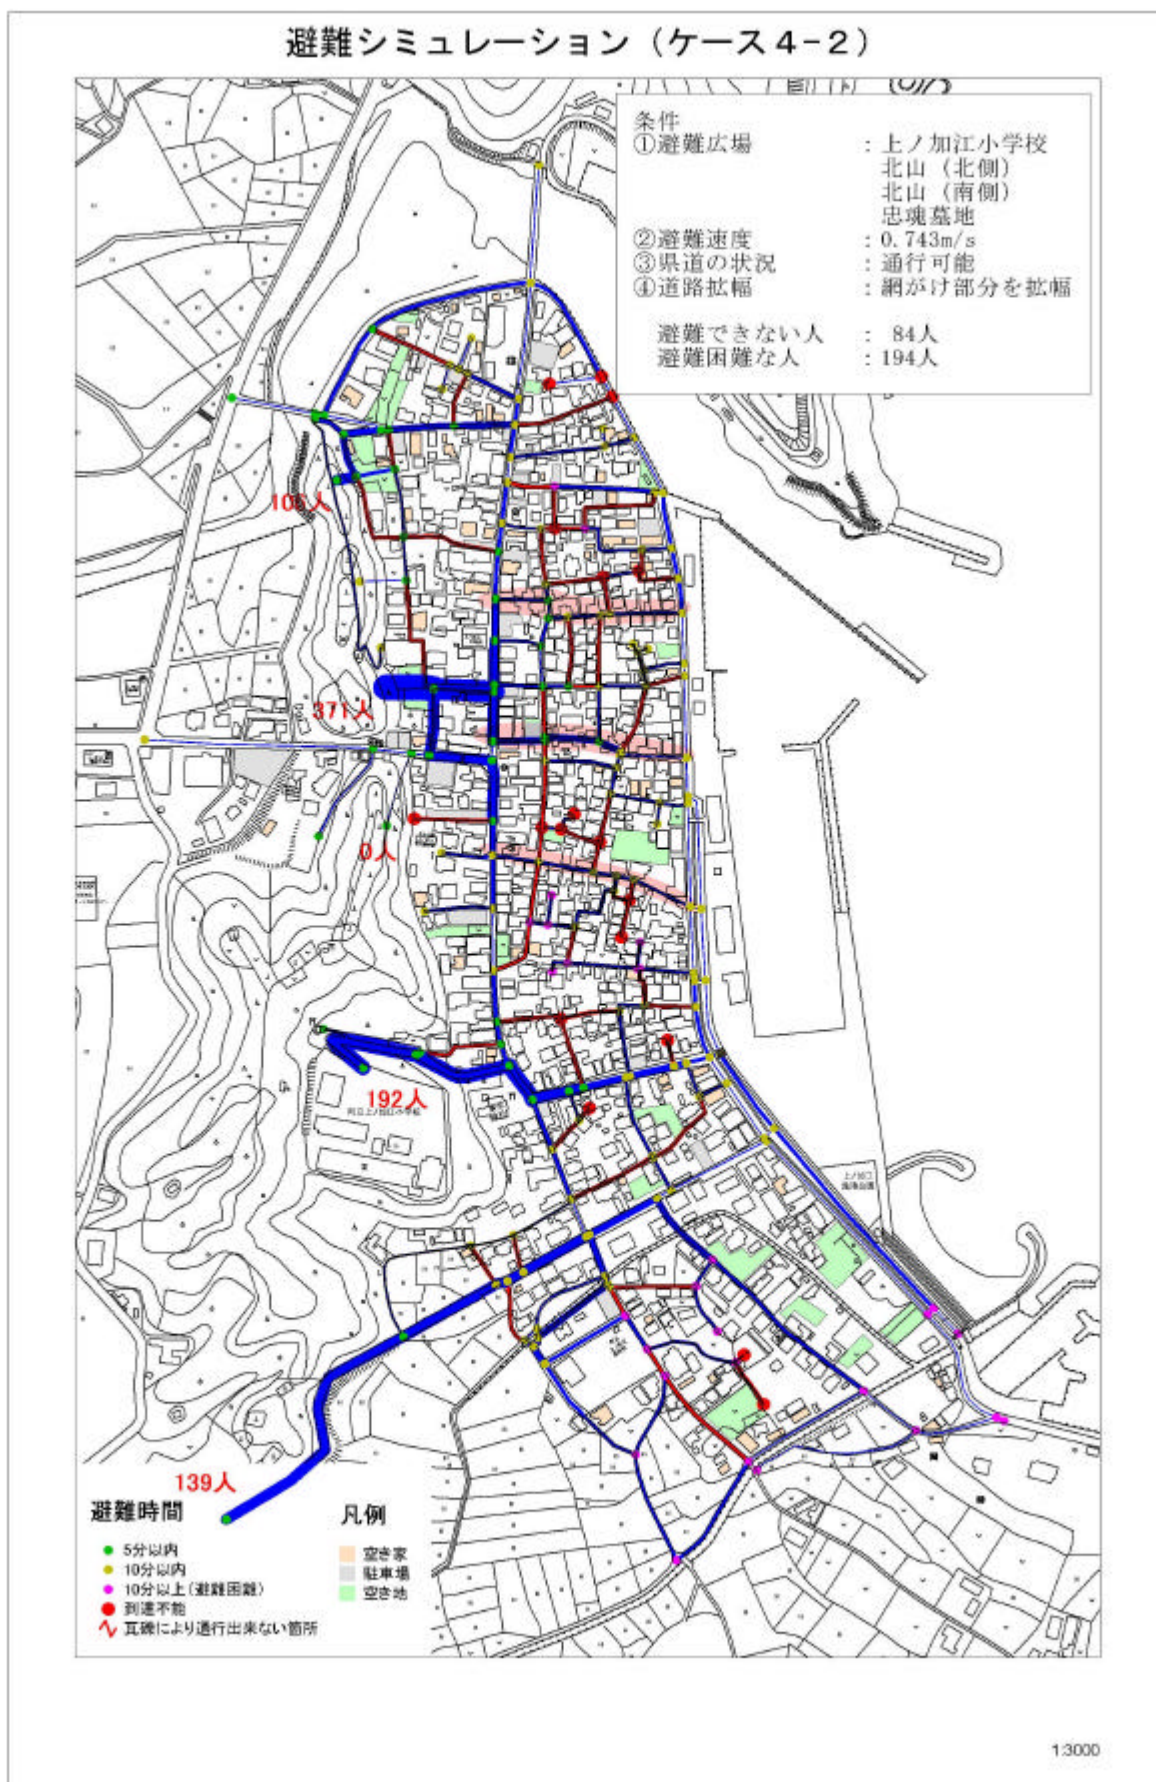 避難シミュレーション（ケース４－２）
条件
①避難広場 ：上ノ加江小学校
北山（北側）
北山（南側）
忠魂墓地
②避難速度 ：0.743m/s
③県道の状況 ：通行可能
④道路拡幅 ：網がけ部分を拡幅
避難できない人 ： 84人
避難困難な人 ：194人
371人
0人
192人
139人
避難時間
5分以内
10分以内
10分以上（避難困難）
到達不能
瓦礫により通行出来ない箇所
凡例
空き家
駐車場
空き地
1:3000